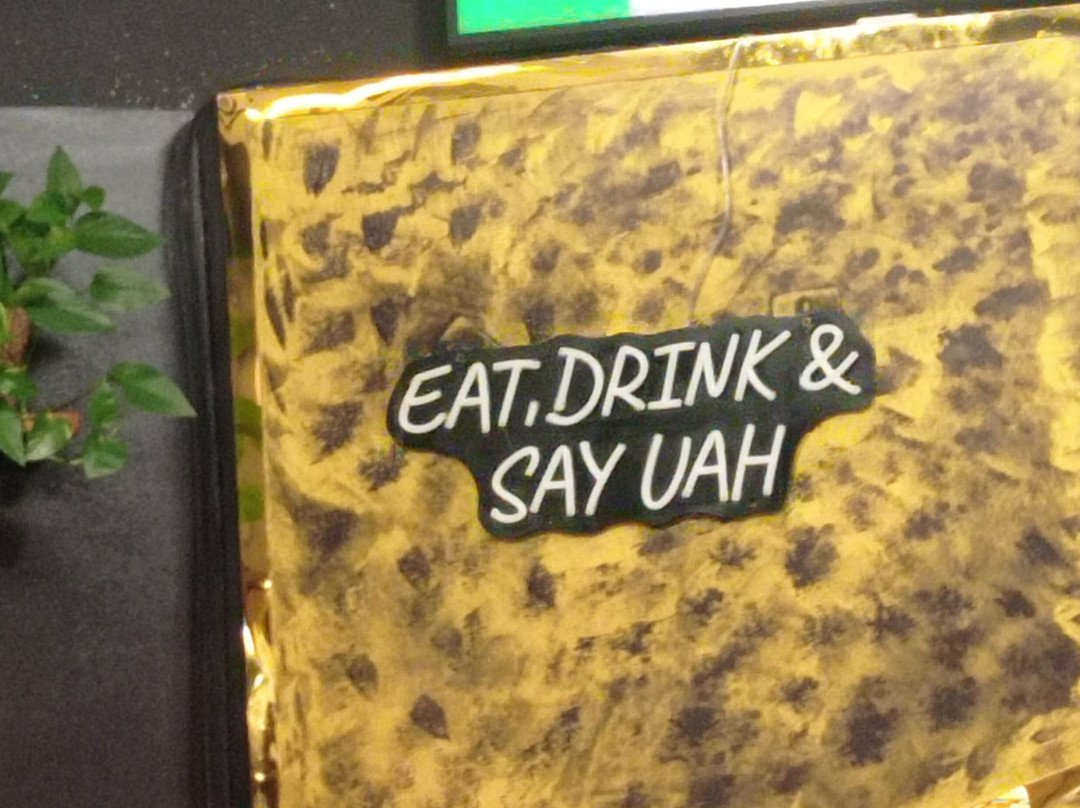 EAT, DRINK &
SAY UAH